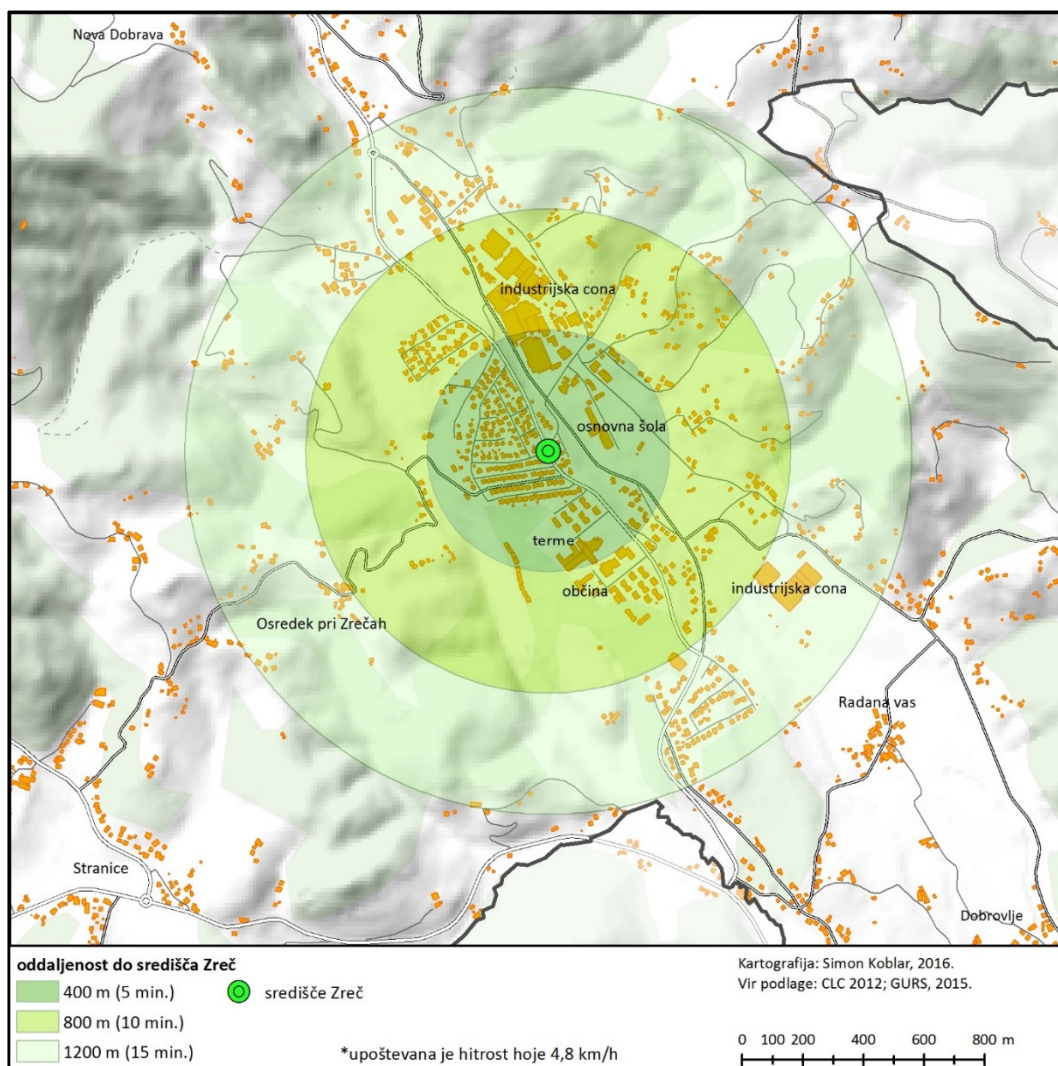 Nova Dobrava
industrijska cona
osnovna šola
terme
občina
industrijska cona
Osredek pri Zrečah
Radana vas
Stranice
Dobrovlje
oddaljenost do središča Zreč
400 m (5 min.)
središče Zreč
800 m (10 min.)
1200 m (15 min.)
*upoštevana je hitrost hoje 4,8 km/h
Kartografija: Simon Koblar, 2016.
Vir podlage: CLC 2012; GURS, 2015.
0 100 200 400 600 800 m